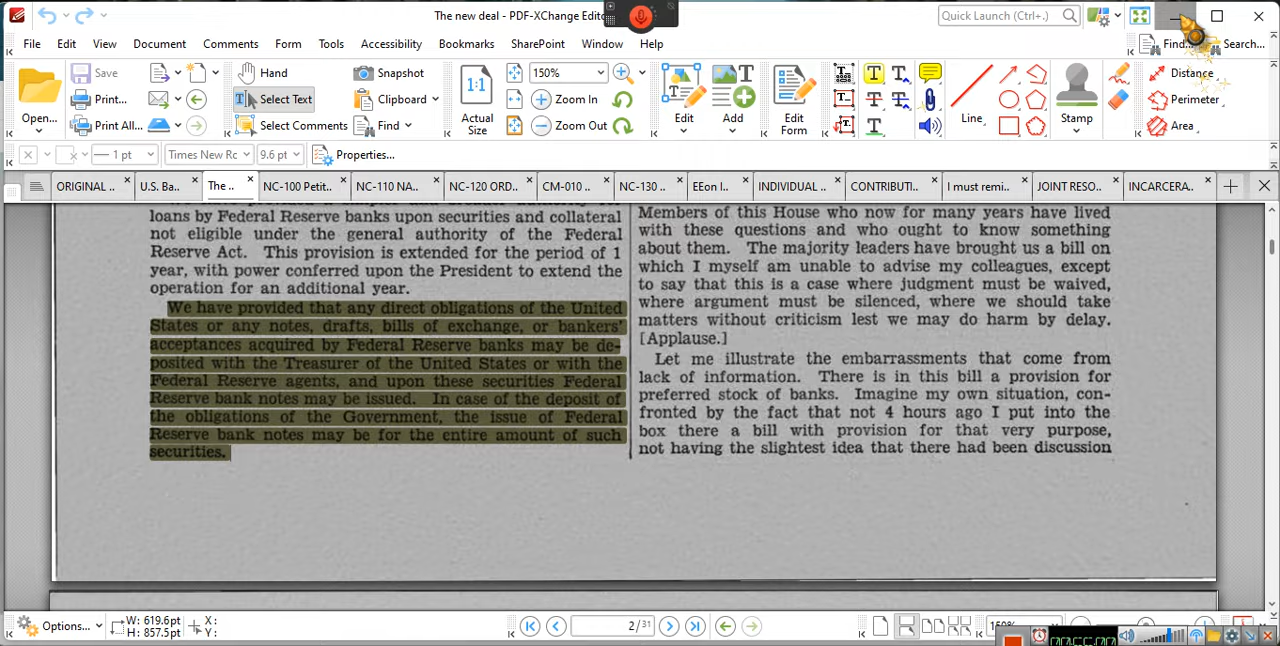 The new deal - PDF-XChange Edito
Quick Launch (Ctrl+.)
File Edit View Document Comments Form Tools Accessibility Bookmarks SharePoint Window Help
Find...
Search...
Open...
Save
Print...
Print All...
Hand
Select Text
Select Comments
Snapshot
Clipboard
Find
1:1
Actual
Size
150%
Zoom In
Zoom Out
Edit
Add
Edit
Form
Line
Stamp
Distance
Perimeter
Area
1 pt
Times New Ro
9.6 pt
Properties...
ORIGINAL ..
U.S. Ba..
The ..
NC-100 Petit..
NC-110 NA..
NC-120 ORD..
CM-010 ..
NC-130 ..
EEon I..
INDIVIDUAL ..
CONTRIBUTI..
I must remi..
JOINT RESO..
INCARCERA..
loans by Federal Reserve banks upon securities and collateral
not eligible under the general authority of the Federal
Reserve Act. This provision is extended for the period of 1
year, with power conferred upon the President to extend the
operation for an additional year.
We have provided that any direct obligations of the United
States or any notes, drafts, bills of exchange, or bankers'
acceptances acquired by Federal Reserve banks may be de-
posited with the Treasurer of the United States or with the
Federal Reserve agents, and upon these securities Federal
Reserve bank notes may be issued. In case of the deposit of
the obligations of the Government, the issue of Federal
Reserve bank notes may be for the entire amount of such
securities.
Members of this House who now for many years have lived
with these questions and who ought to know something
about them. The majority leaders have brought us a bill on
which I myself am unable to advise my colleagues, except
to say that this is a case where judgment must be waived,
where argument must be silenced, where we should take
matters without criticism lest we may do harm by delay.
[Applause.]
Let me illustrate the embarrassments that come from
lack of information. There is in this bill a provision for
preferred stock of banks. Imagine my own situation, con-
fronted by the fact that not 4 hours ago I put into the
box there a bill with provision for that very purpose,
not having the slightest idea that there had been discussion
Options...
W: 619.6pt
H: 857.5pt
X:
Y:
2 / 31
150%